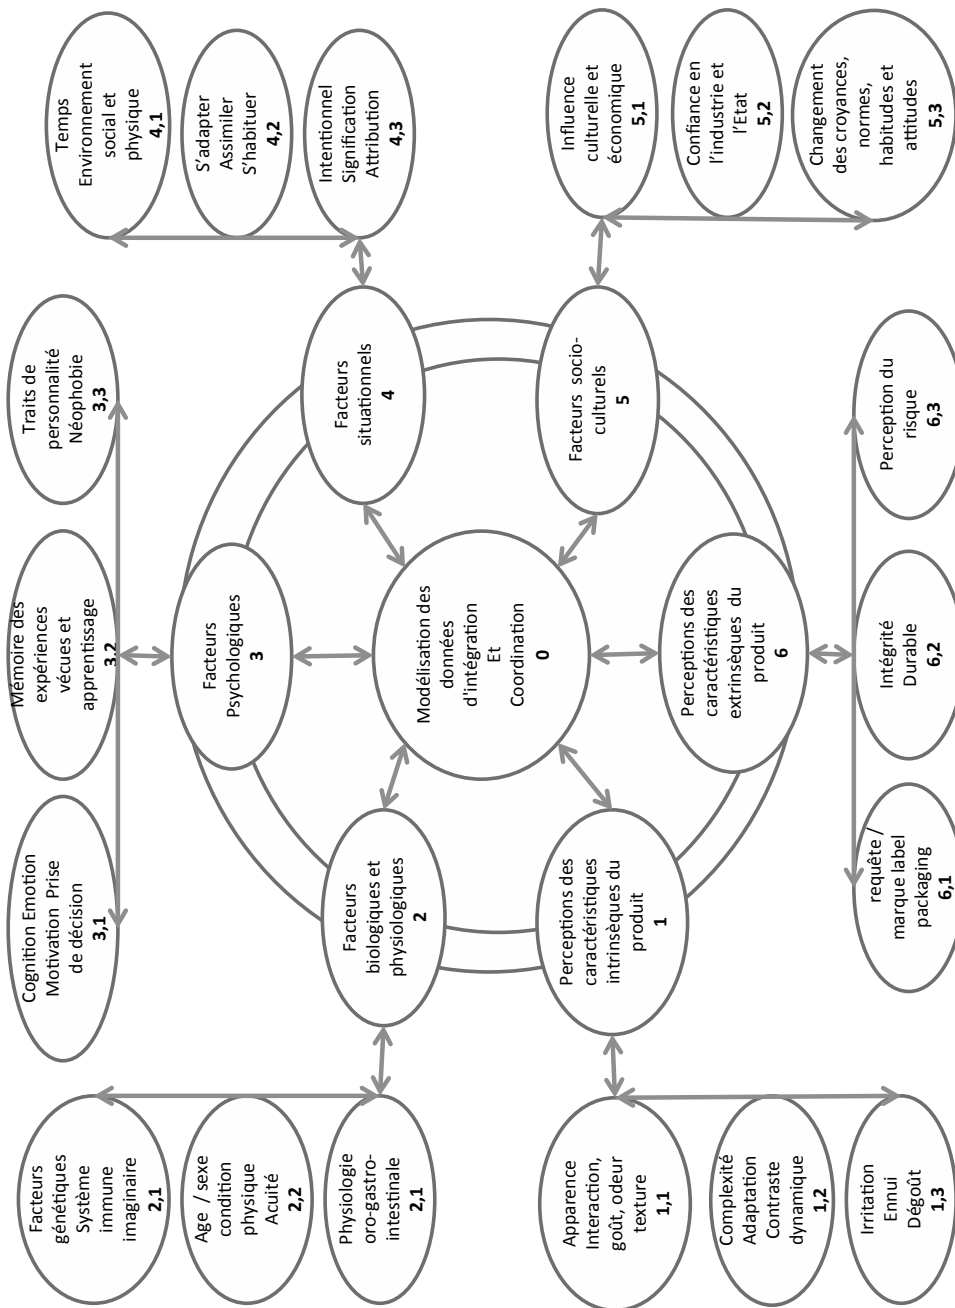 Facteurs
génétiques
Système
immune
imaginaire
2,1
Age / sexe
condition
physique
Acuité
2,2
Physiologie
oro-gastro-
intestinale
2,1
Apparence
Interaction,
goût, odeur
texture
1,1
Complexité
Adaptation
Contraste
dynamique
1,2
Irritation
Ennui
Dégoût
1,3
Cognition Emotion
Motivation Prise
de décision
3,1
Mémoire des
expériences
vécues et
apprentissage
3,2
Traits de
personnalité
Néophobie
3,3
Facteurs
biologiques et
physiologiques
2
Facteurs
Psychologiques
3
Facteurs
situationnels
4
Modélisation des
données
d'intégration
Et
Coordination
0
Perceptions des
caractéristiques
intrinsèques du
produit
1
Perceptions des
caractéristiques
extrinsèques du
produit
6
Facteurs socio-
culturels
5
requête /
marque label
packaging
6,1
Intégrité
Durable
6,2
Perception du
risque
6,3
Temps
Environnement
social et
physique
4,1
S'adapter
Assimiler
S'habituer
4,2
Intentionnel
Signification
Attribution
4,3
Influence
culturelle et
économique
5,1
Confiance en
l'industrie et
l'Etat
5,2
Changement
des croyances,
normes,
habitudes et
attitudes
5,3